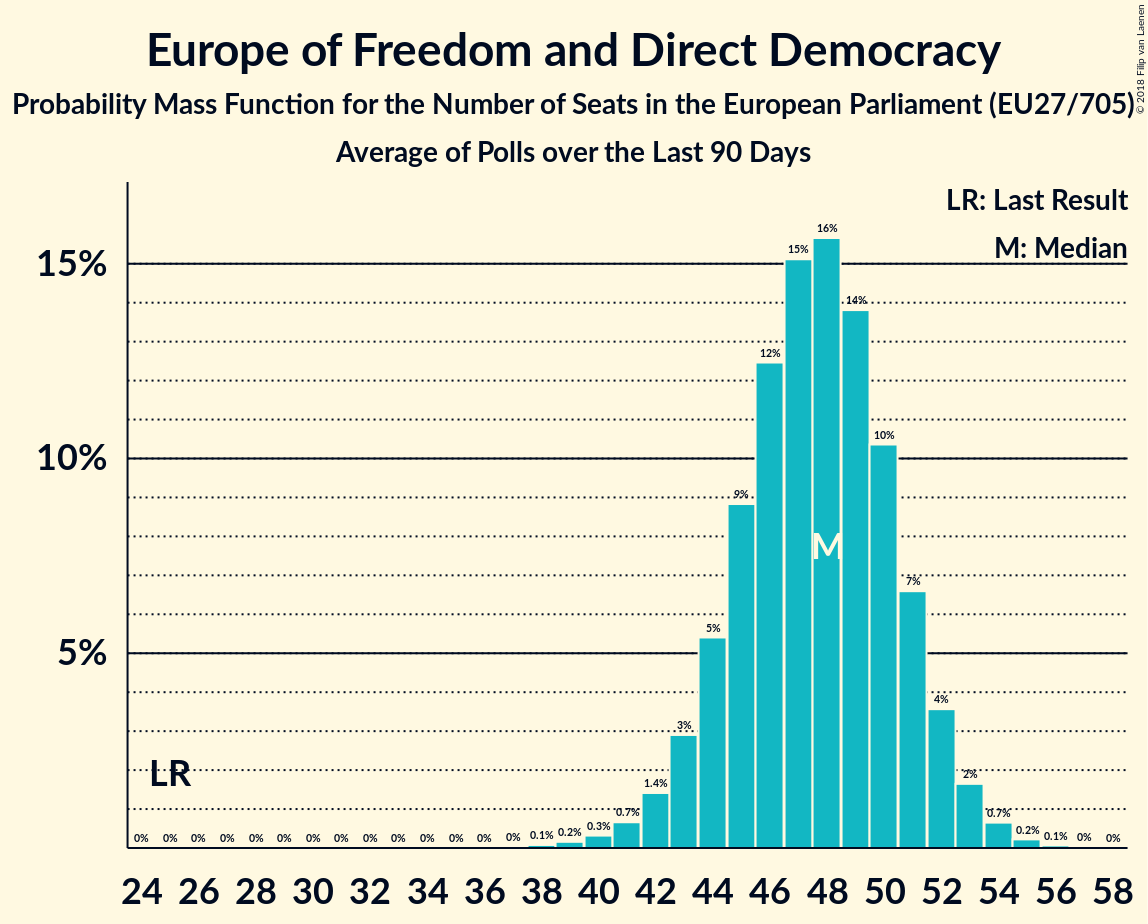 Europe of Freedom and Direct Democracy
Probability Mass Function for the Number of Seats in the European Parliament (EU27/705)
Average of Polls over the Last 90 Days
© 2018 Filip van Laenen
LR: Last Result
M: Median
15%
10%
5%
0% 0% 0% 0% 0% 0% 0% 0% 0% 0% 0% 0% 0% 0% 0.1% 0.2% 0.3% 0.7% 1.4% 3% 5% 9% 12% 15% 16% 14% 10% 7% 4% 2% 0.7% 0.2% 0.1% 0% 0%
M
LR
24 26 28 30 32 34 36 38 40 42 44 46 48 50 52 54 56 58